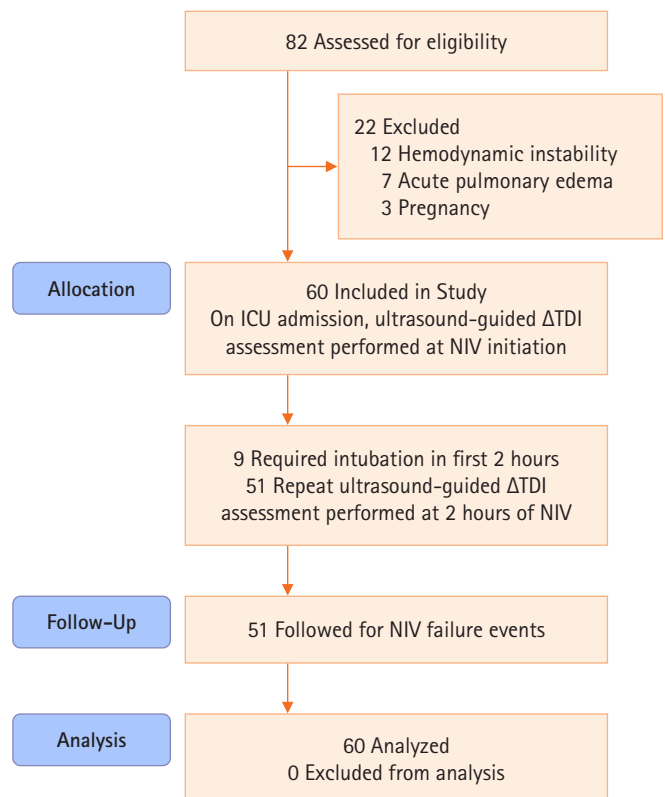 82 Assessed for eligibility
22 Excluded
12 Hemodynamic instability
7 Acute pulmonary edema
3 Pregnancy
Allocation
60 Included in Study
On ICU admission, ultrasound-guided ΔTDI
assessment performed at NIV initiation
9 Required intubation in first 2 hours
51 Repeat ultrasound-guided ΔTDI
assessment performed at 2 hours of NIV
Follow-Up
51 Followed for NIV failure events
Analysis
60 Analyzed
0 Excluded from analysis